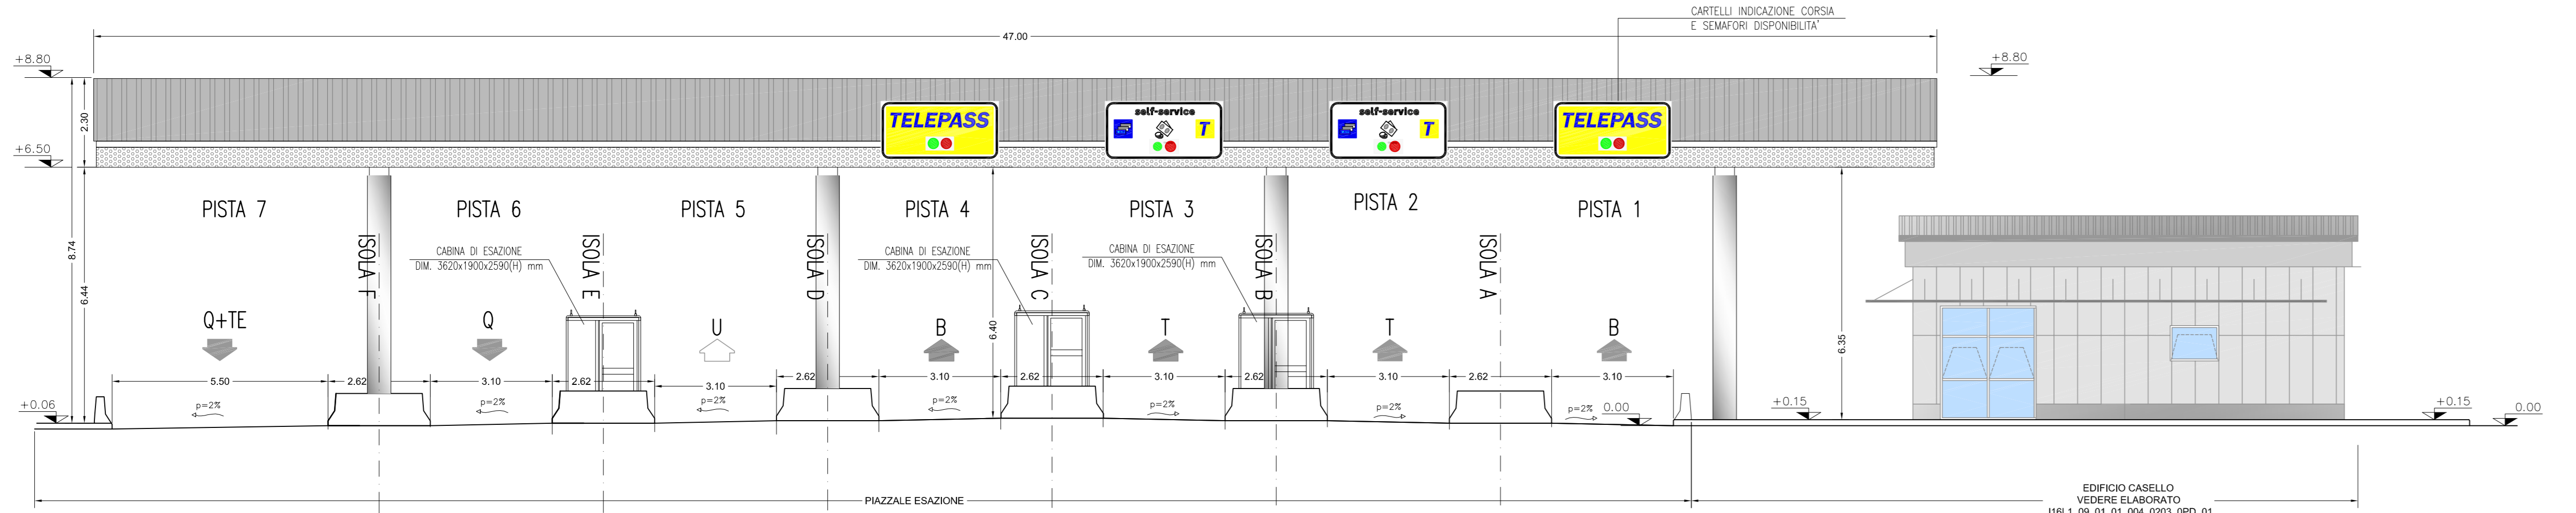 CARTELLI INDICAZIONE CORSIA
E SEMAFORI DISPONIBILITA'
47.00
+8.80
+8.80
2.30
TELEPASS
self-service
T
self-service
T
TELEPASS
+6.50
PISTA 7
PISTA 6
PISTA 5
PISTA 4
PISTA 3
PISTA 2
PISTA 1
8.74
6.44
ISOLA F
CABINA DI ESAZIONE
DIM. 3620x1900x2590(H) mm
ISOLA E
ISOLA D
CABINA DI ESAZIONE
DIM. 3620x1900x2590(H) mm
ISOLA C
CABINA DI ESAZIONE
DIM. 3620x1900x2590(H) mm
ISOLA B
ISOLA A
Q+TE
Q
U
B
6.40
T
T
B
6.35
5.50
2.62
3.10
2.62
3.10
2.62
3.10
2.62
3.10
2.62
3.10
2.62
3.10
+0.06
p=2%
p=2%
p=2%
p=2%
p=2%
p=2%
p=2%
0.00
+0.15
+0.15
0.00
PIAZZALE ESAZIONE
EDIFICIO CASELLO
VEDERE ELABORATO